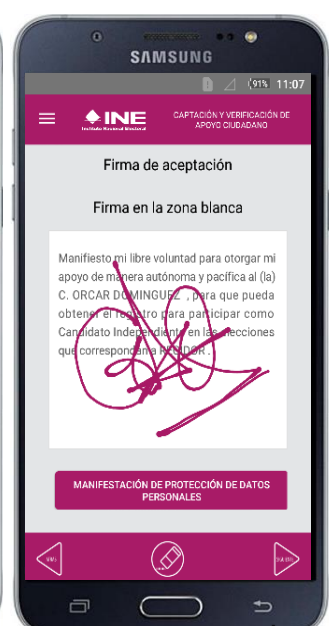 SAMSUNG
91% 11:07
INE
Instituto Nacional Electoral
CAPTACIÓN Y VERIFICACIÓN DE
APOYO CIUDADANO
Firma de aceptación
Firma en la zona blanca
Manifiesto mi libre voluntad para otorgar mi
apoyo de manera autónoma y pacífica al (la)
C. ORCAR DOMINGUEZ , para que pueda
obtener el registro para participar como
Candidato Independiente en las elecciones
que correspondan a REGIDOR .
MANIFESTACIÓN DE PROTECCIÓN DE DATOS
PERSONALES